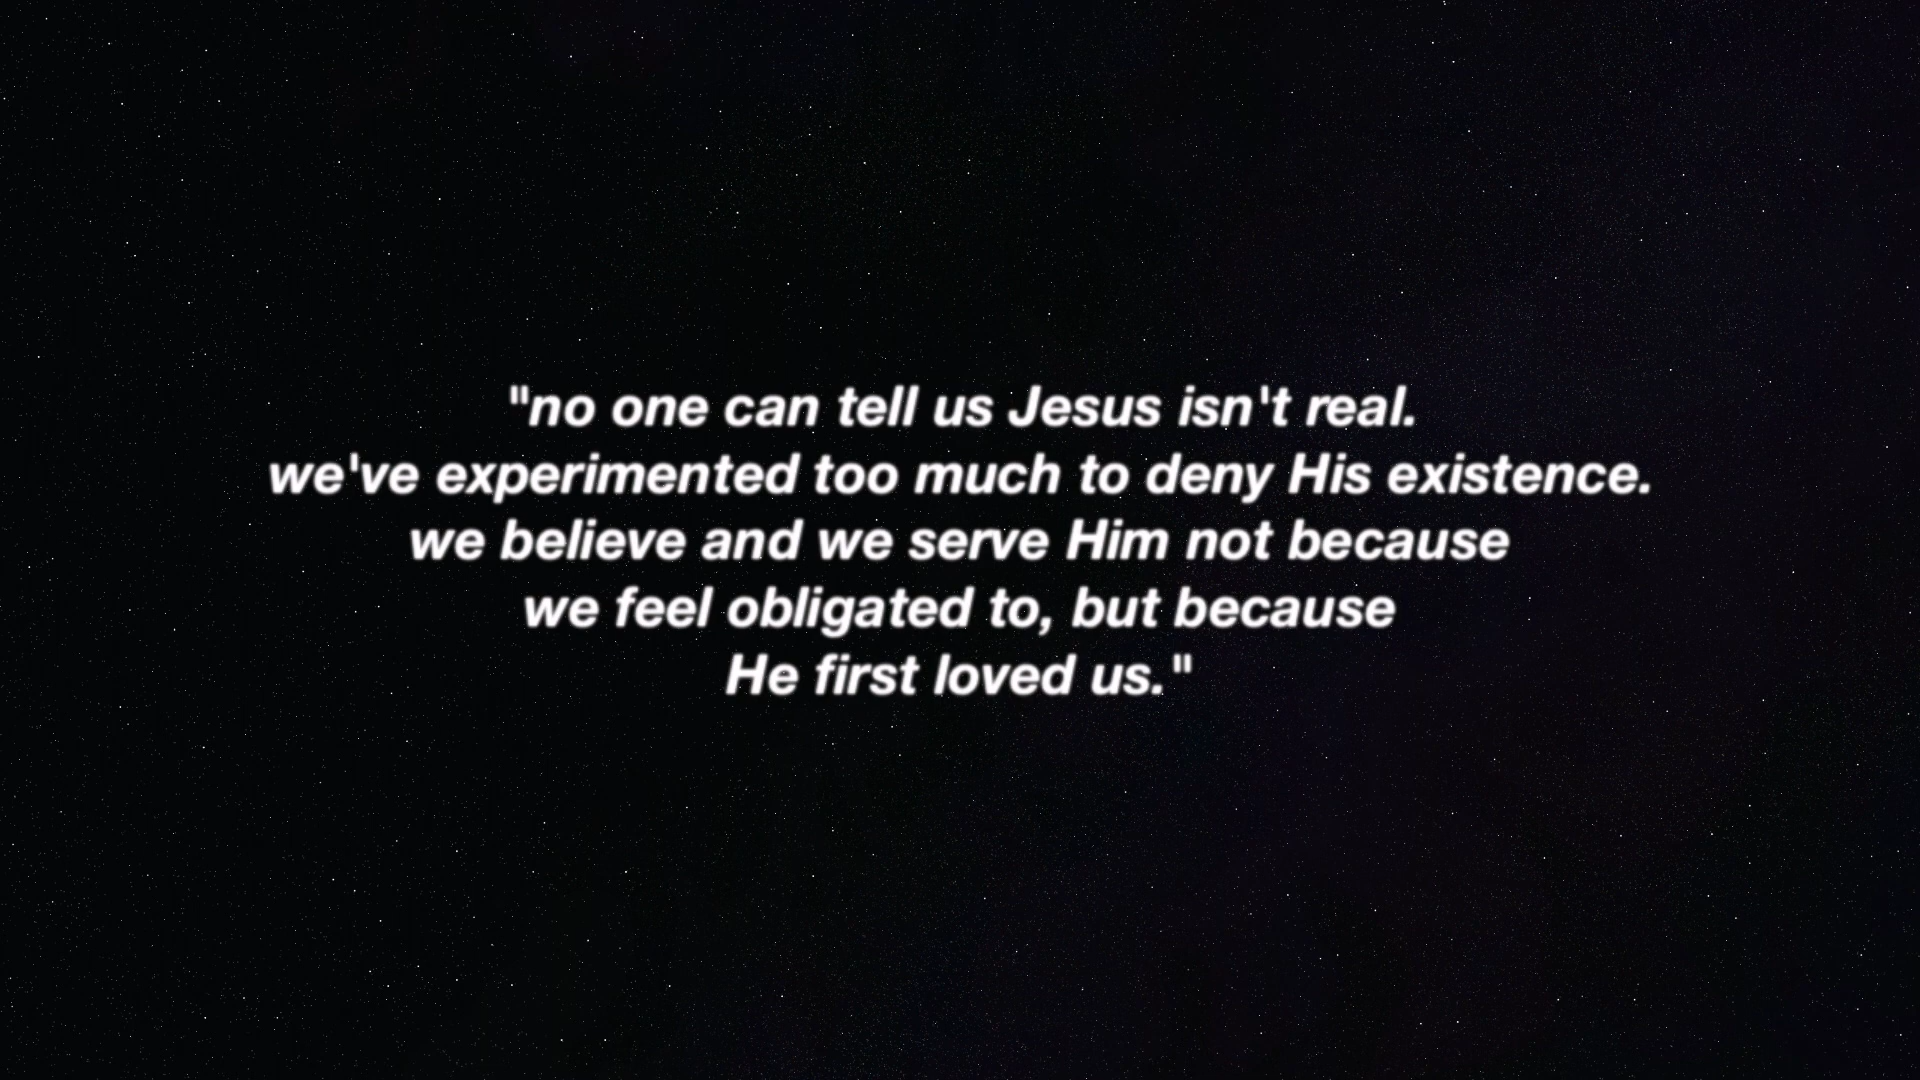 "no one can tell us Jesus isn't real.
we've experimented too much to deny His existence.
we believe and we serve Him not because
we feel obligated to, but because
He first loved us."